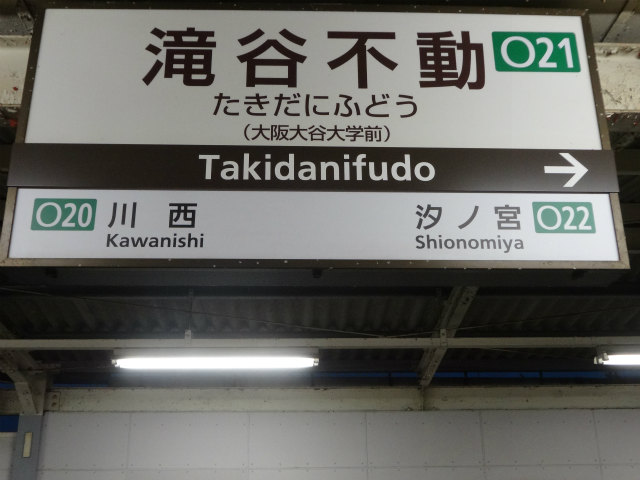 滝谷不動 O21
たきだにふどう
(大阪大谷大学前)
Takidanifudo →
O20 川西 汐ノ宮 O22
Kawanishi Shionomiya